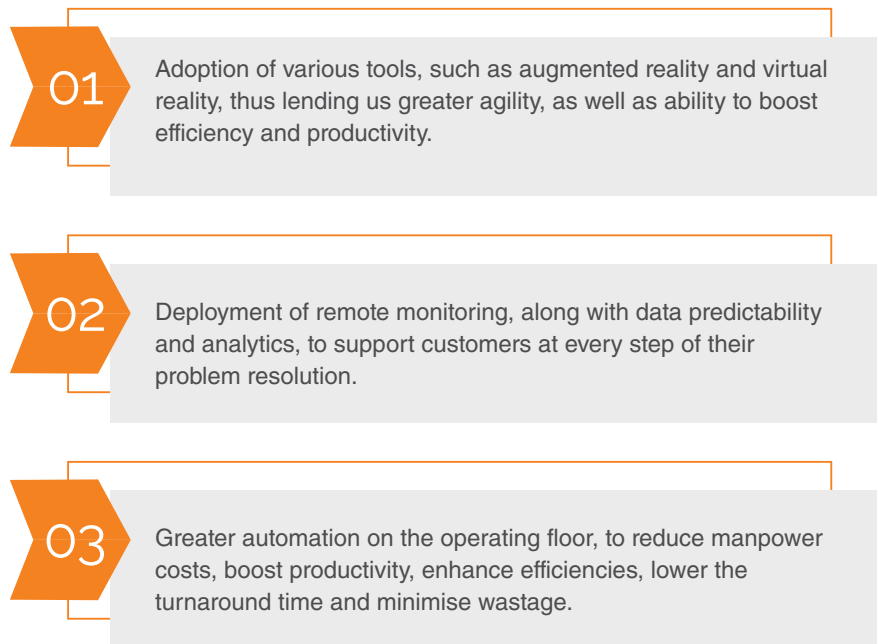 01
Adoption of various tools, such as augmented reality and virtual
reality, thus lending us greater agility, as well as ability to boost
efficiency and productivity.
02
Deployment of remote monitoring, along with data predictability
and analytics, to support customers at every step of their
problem resolution.
03
Greater automation on the operating floor, to reduce manpower
costs, boost productivity, enhance efficiencies, lower the
turnaround time and minimise wastage.